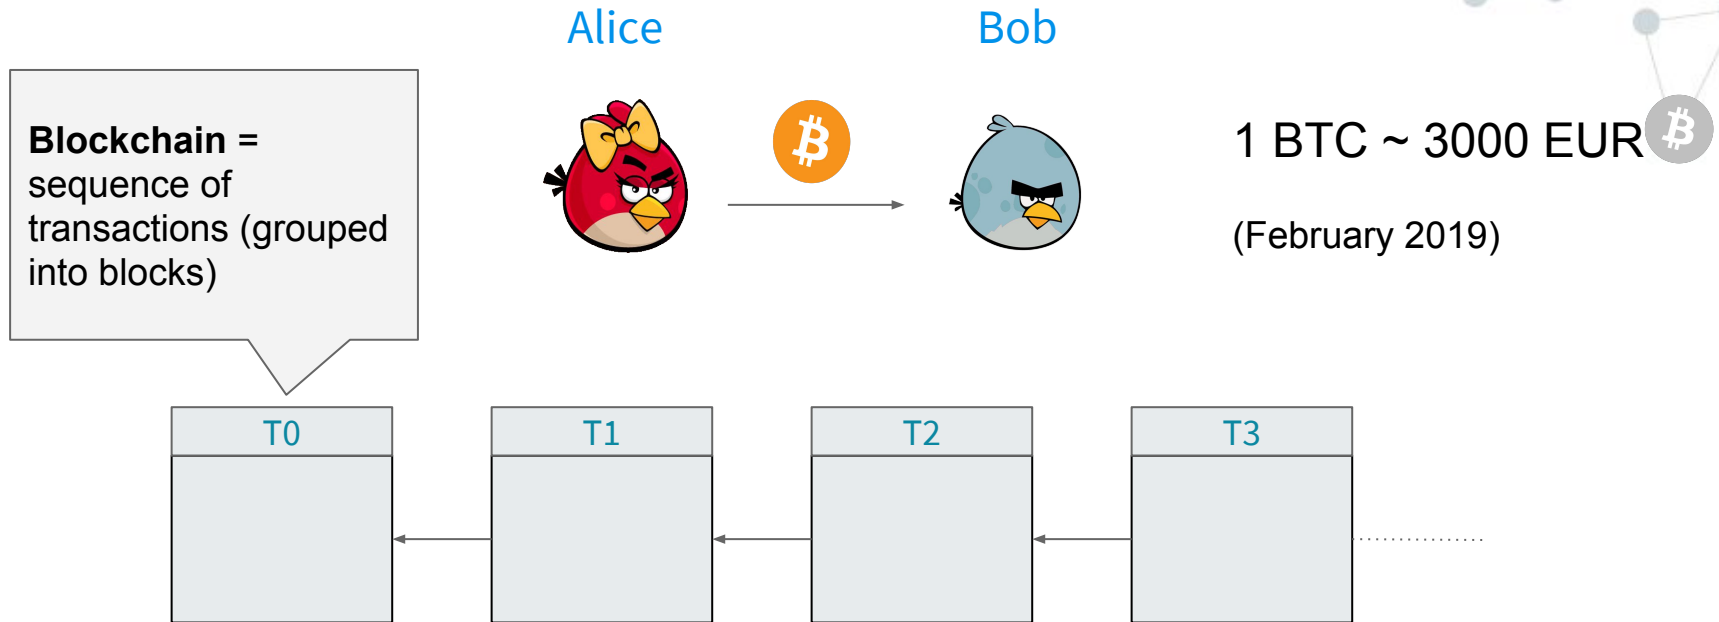 Alice
Bob
Blockchain =
sequence of
transactions (grouped
into blocks)
1 BTC ~ 3000 EUR
(February 2019)
T0
T1
T2
T3